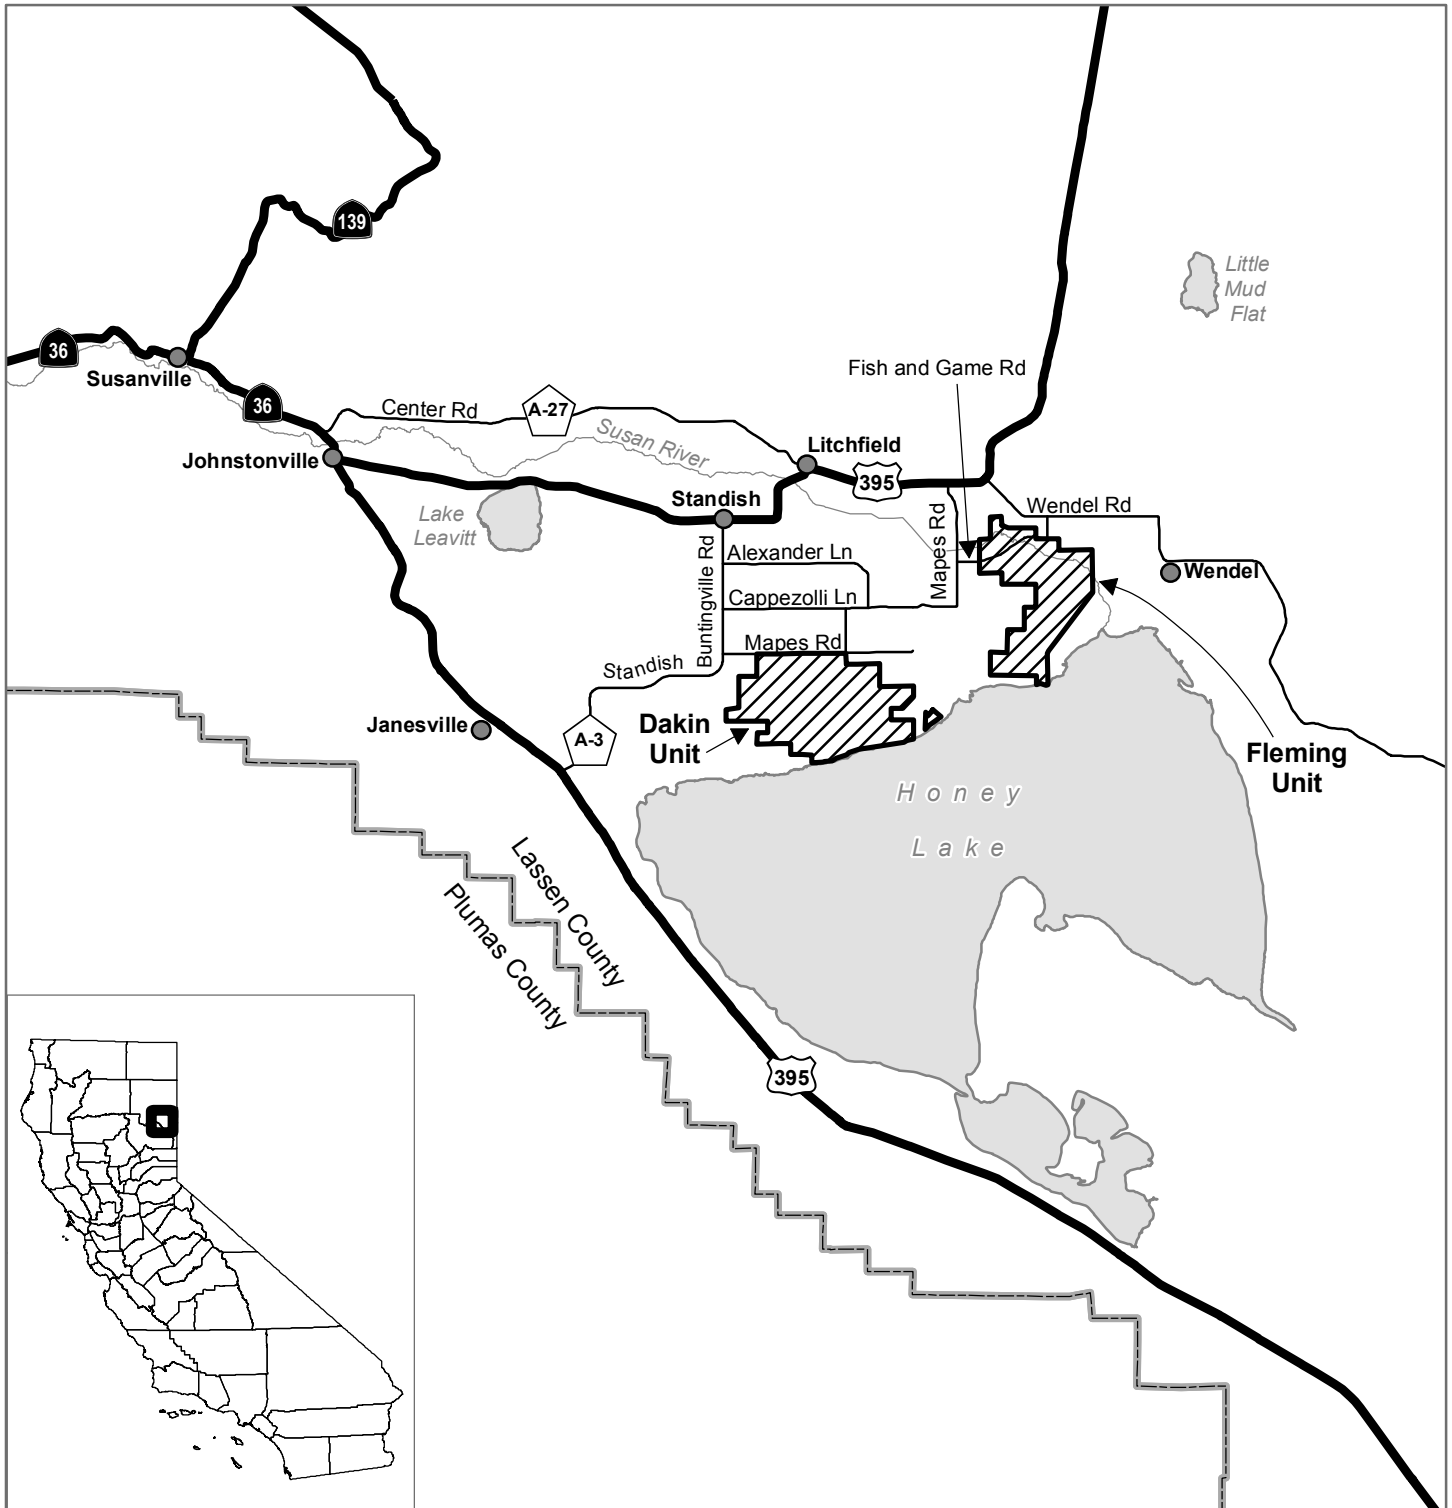 139
Little
Mud
Flat
36
Susanville
Fish and Game Rd
36
Center Rd
A-27
Susan River
Litchfield
Johnstonville
395
Standish
Wendel Rd
Lake
Leavitt
Mapes Rd
Buntingville Rd
Alexander Ln
Wendel
Cappezolli Ln
Mapes Rd
Standish
Janesville
A-3
Dakin
Unit
Fleming
Unit
Honey
Lake
Lassen County
Plumas County
395